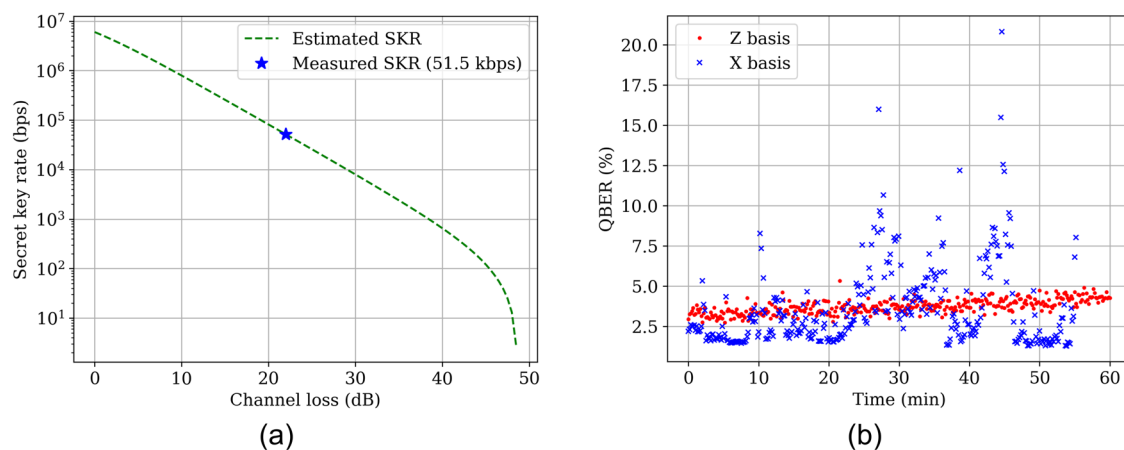 10^7
10^6
10^5
10^4
10^3
10^2
10^1
Secret key rate (bps)
Estimated SKR
Measured SKR (51.5 kbps)
0 10 20 30 40 50
Channel loss (dB)
(a)
20.0
17.5
15.0
12.5
10.0
7.5
5.0
2.5
QBER (%)
Z basis
X basis
0 10 20 30 40 50 60
Time (min)
(b)